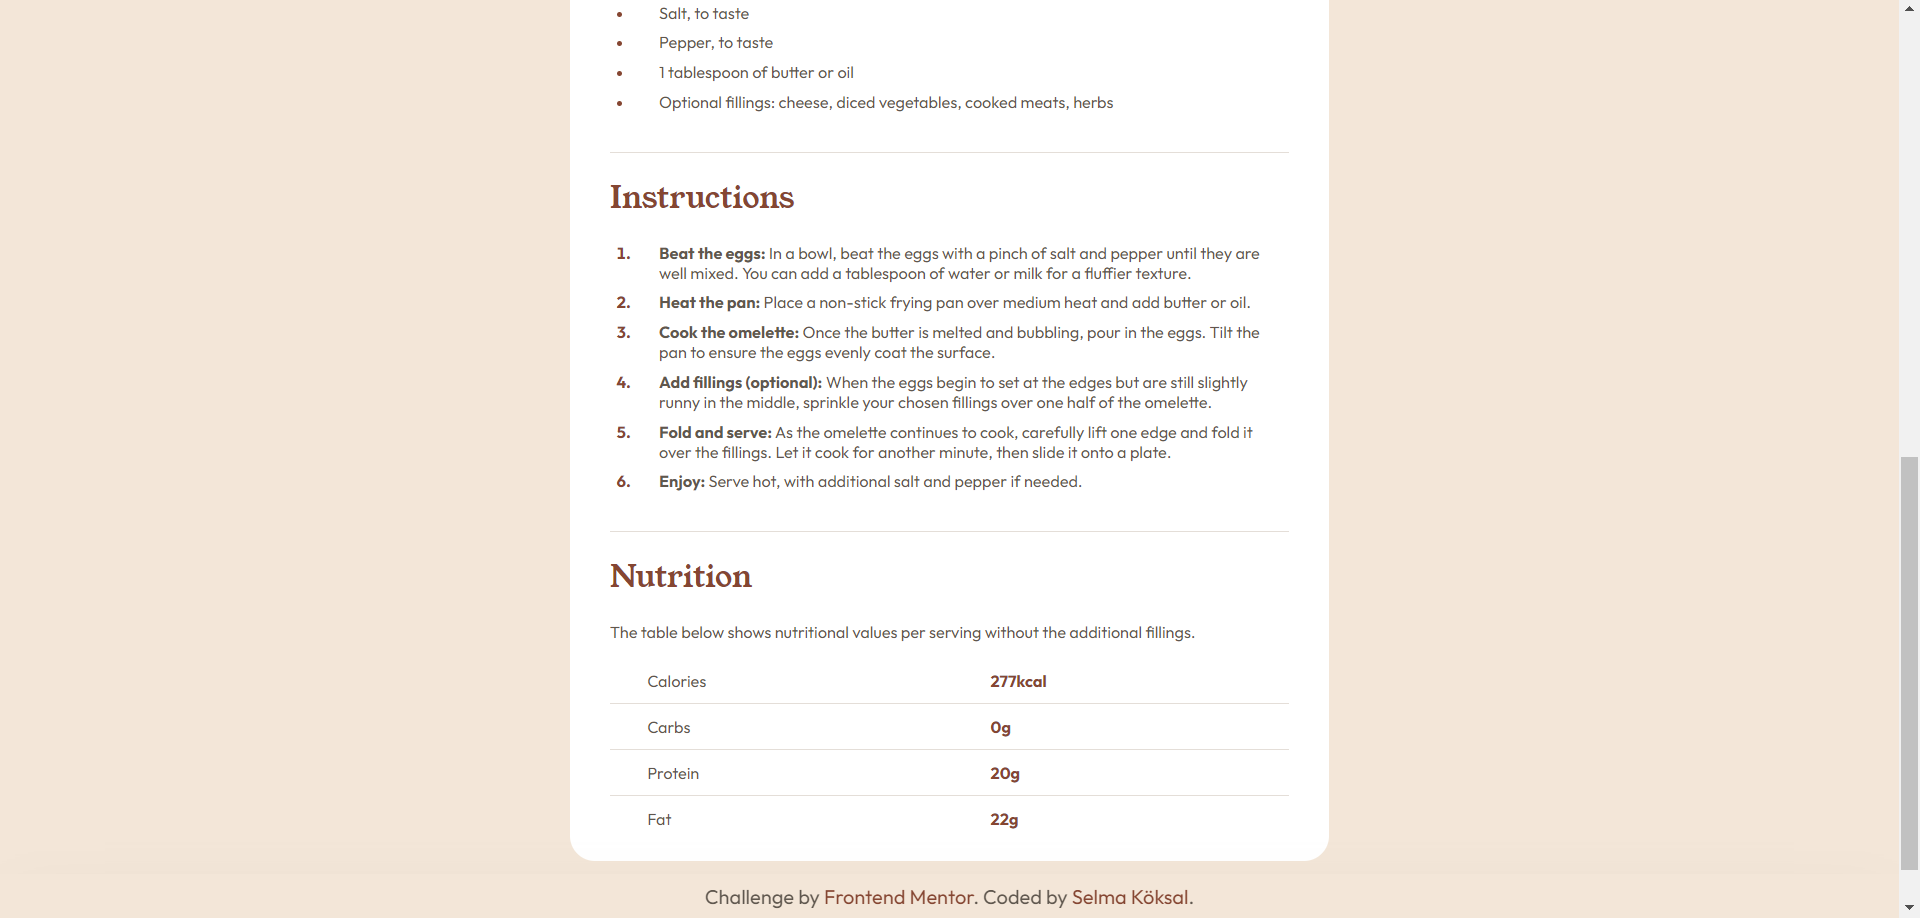 Salt, to taste
Pepper, to taste
1 tablespoon of butter or oil
Optional fillings: cheese, diced vegetables, cooked meats, herbs
Instructions
1. Beat the eggs: In a bowl, beat the eggs with a pinch of salt and pepper until they are
well mixed. You can add a tablespoon of water or milk for a fluffier texture.
2. Heat the pan: Place a non-stick frying pan over medium heat and add butter or oil.
3. Cook the omelette: Once the butter is melted and bubbling, pour in the eggs. Tilt the
pan to ensure the eggs evenly coat the surface.
4. Add fillings (optional): When the eggs begin to set at the edges but are still slightly
runny in the middle, sprinkle your chosen fillings over one half of the omelette.
5. Fold and serve: As the omelette continues to cook, carefully lift one edge and fold it
over the fillings. Let it cook for another minute, then slide it onto a plate.
6. Enjoy: Serve hot, with additional salt and pepper if needed.
Nutrition
The table below shows nutritional values per serving without the additional fillings.
Calories 277kcal
Carbs 0g
Protein 20g
Fat 22g
Challenge by Frontend Mentor. Coded by Selma Köksal.